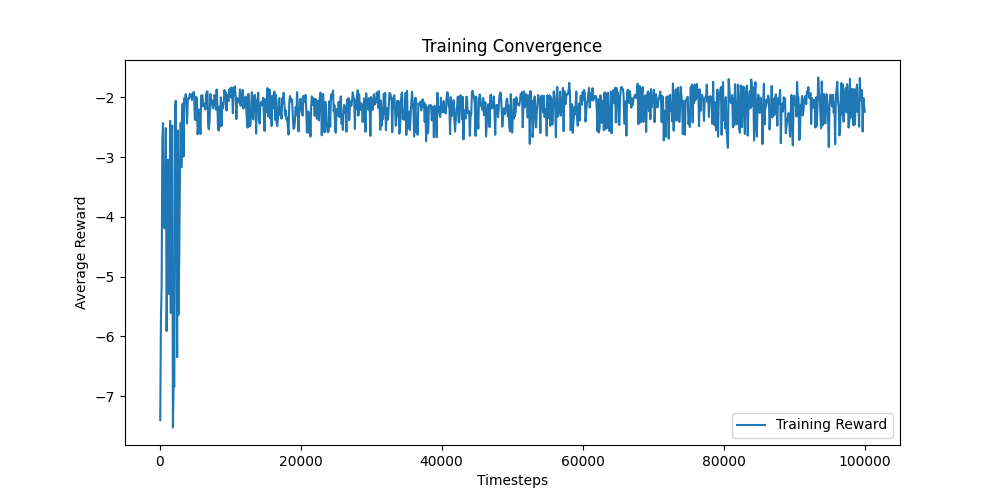 Training Convergence
Average Reward
−2
−3
−4
−5
−6
−7
Training Reward
0 20000 40000 60000 80000 100000
Timesteps